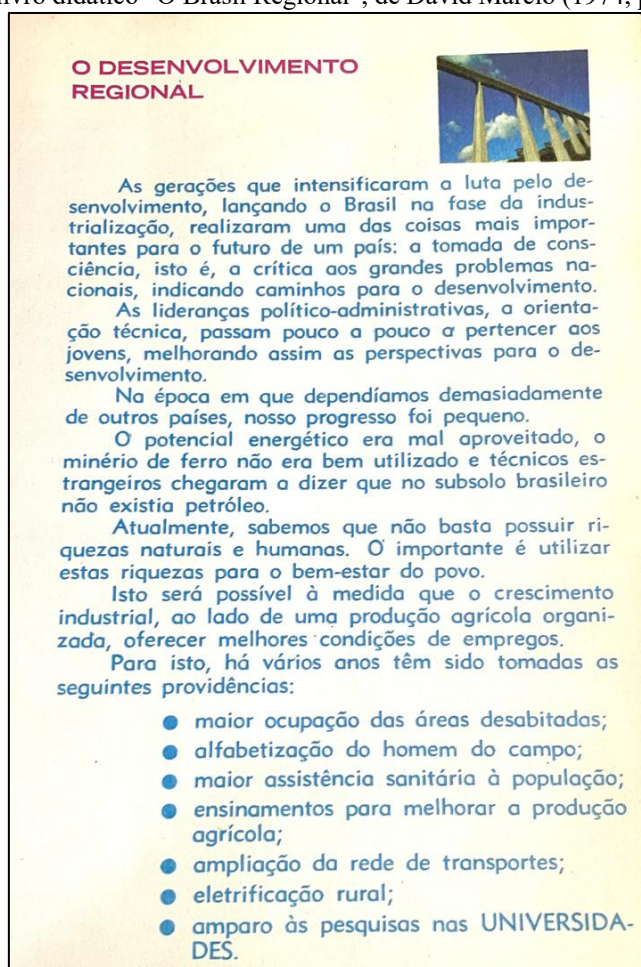 livro didático "O Brasil Regional", de David Márcio (1974, p
O DESENVOLVIMENTO
REGIONAL
As gerações que intensificaram a luta pelo de-
senvolvimento, lançando o Brasil na fase da indus-
trialização, realizaram uma das coisas mais impor-
tantes para o futuro de um país: a tomada de cons-
ciência, isto é, a crítica aos grandes problemas na-
cionais, indicando caminhos para o desenvolvimento.
As lideranças político-administrativas, a orienta-
ção técnica, passam pouco a pouco a pertencer aos
jovens, melhorando assim as perspectivas para o de-
senvolvimento.
Na época em que dependíamos demasiadamente
de outros países, nosso progresso foi pequeno.
O potencial energético era mal aproveitado, o
minério de ferro não era bem utilizado e técnicos es-
trangeiros chegaram a dizer que no subsolo brasileiro
não existia petróleo.
Atualmente, sabemos que não basta possuir ri-
quezas naturais e humanas. O importante é utilizar
estas riquezas para o bem-estar do povo.
Isto será possível à medida que o crescimento
industrial, ao lado de uma produção agrícola organi-
zada, oferecer melhores condições de empregos.
Para isto, há vários anos têm sido tomadas as
seguintes providências:
● maior ocupação das áreas desabitadas;
● alfabetização do homem do campo;
● maior assistência sanitária à população;
● ensinamentos para melhorar a produção
agrícola;
● ampliação da rede de transportes;
● eletrificação rural;
● amparo às pesquisas nas UNIVERSIDA-
DES.